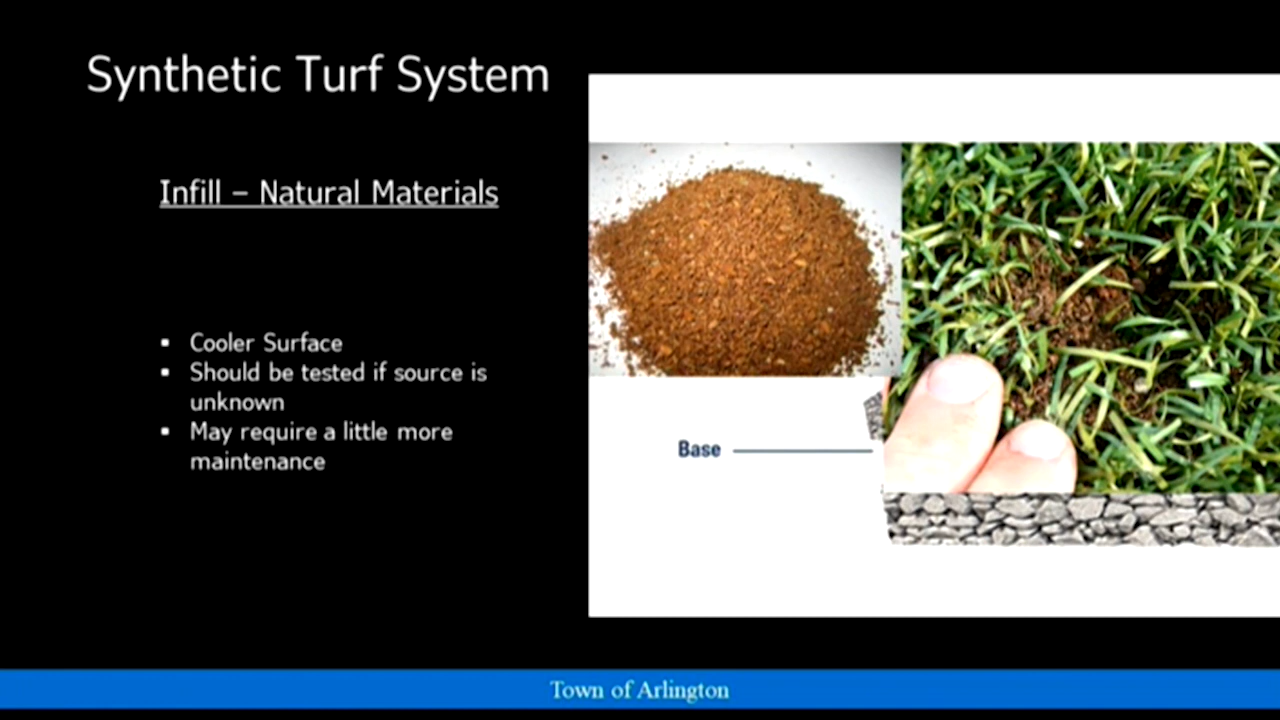 Synthetic Turf System
Infill – Natural Materials
▪ Cooler Surface
▪ Should be tested if source is
unknown
▪ May require a little more
maintenance
Base
Town of Arlington